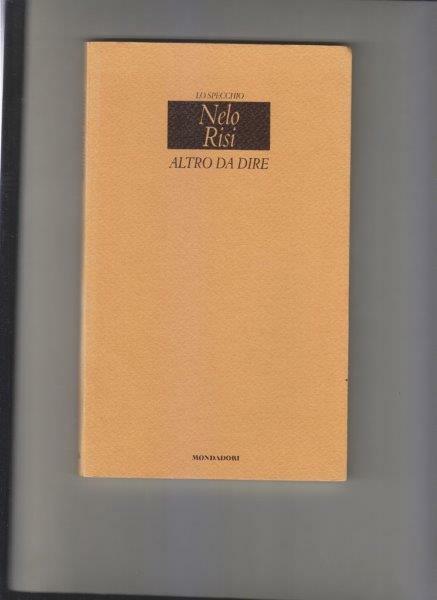 LO SPECCHIO
Nelo
Risi
ALTRO DA DIRE
MONDADORI